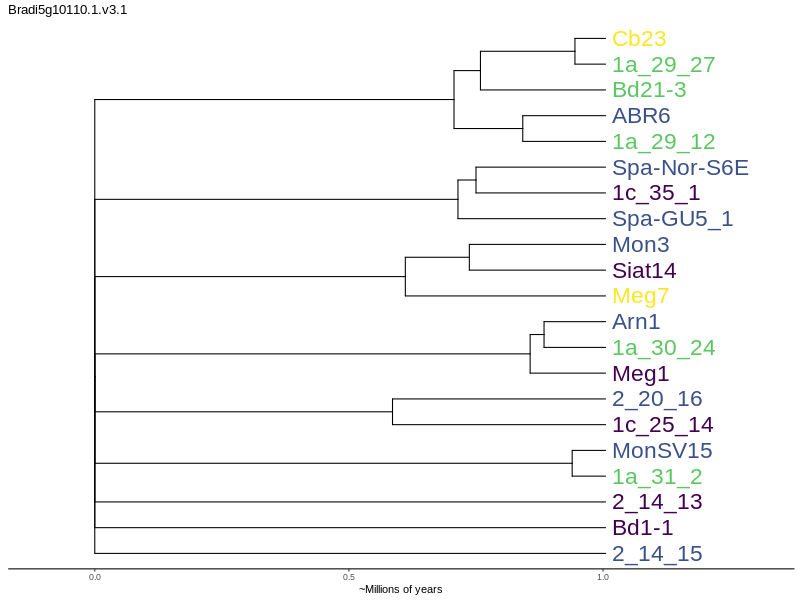 Bradi5g10110.1.v3.1
Cb23
1a_29_27
Bd21-3
ABR6
1a_29_12
Spa-Nor-S6E
1c_35_1
Spa-GU5_1
Mon3
Siat14
Meg7
Arn1
1a_30_24
Meg1
2_20_16
1c_25_14
MonSV15
1a_31_2
2_14_13
Bd1-1
2_14_15
0.0 0.5 1.0
~Millions of years